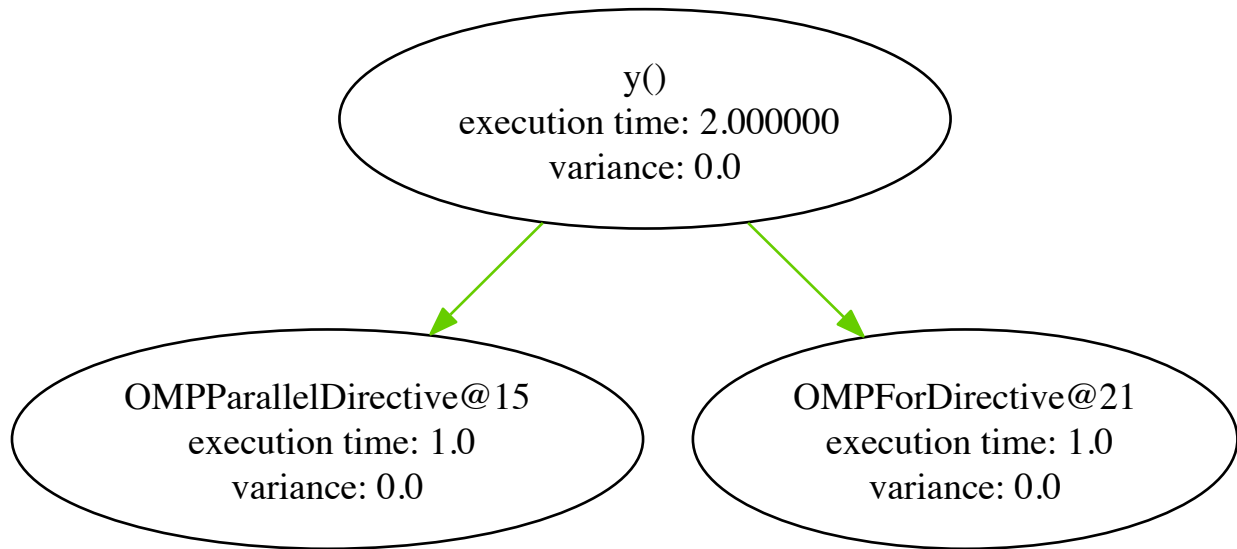 y()
execution time: 2.000000
variance: 0.0
OMPParallelDirective@15
execution time: 1.0
variance: 0.0
OMPForDirective@21
execution time: 1.0
variance: 0.0